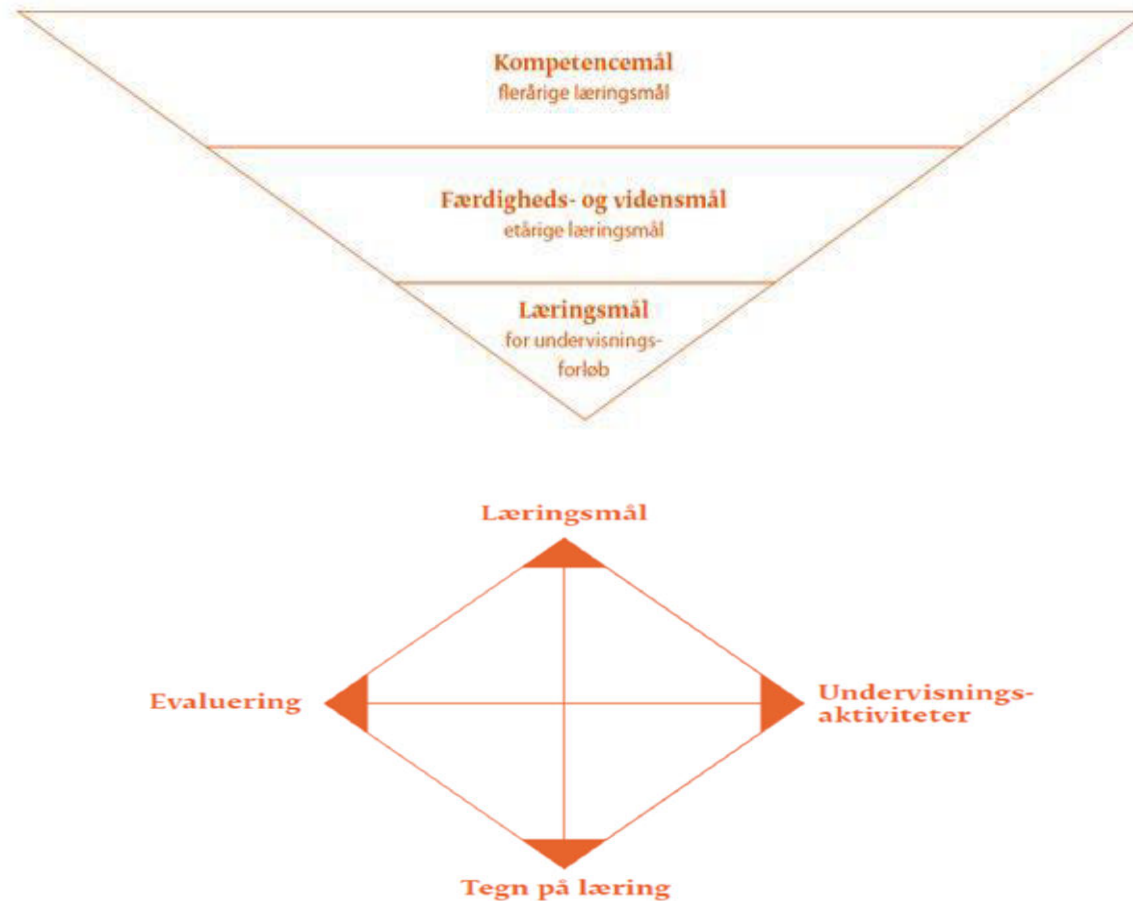 Kompetencemål
flerårige læringsmål
Færdigheds- og vidensmål
etårige læringsmål
Læringsmål
for undervisnings-
forløb
Læringsmål
Evaluering
Undervisnings-
aktiviteter
Tegn på læring